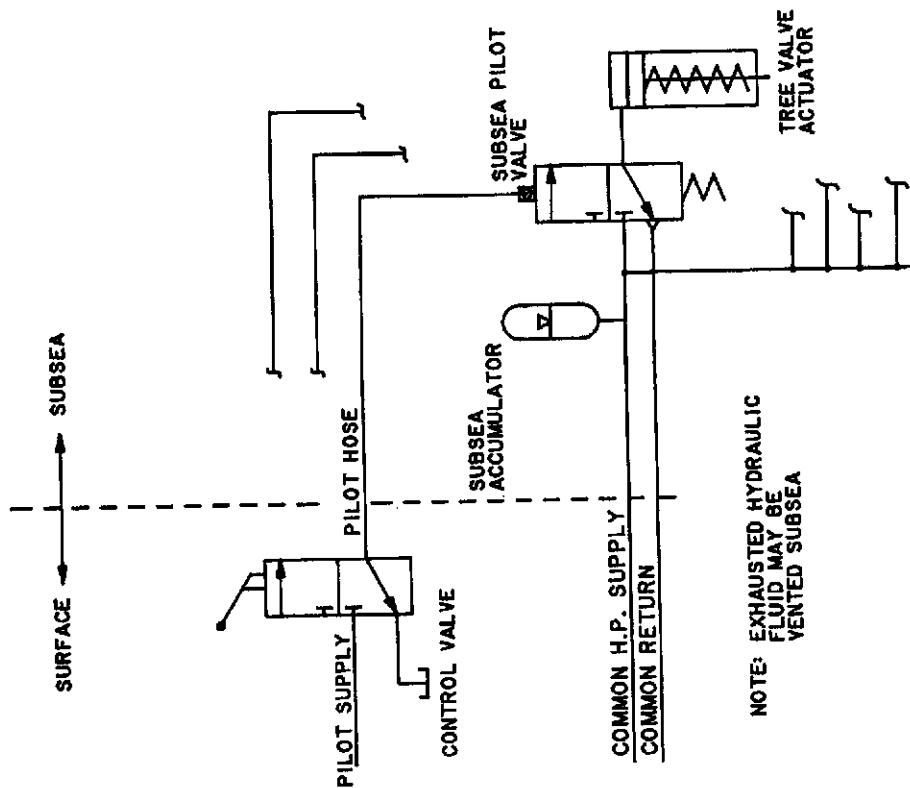 SURFACE
SUBSEA
PILOT SUPPLY
CONTROL VALVE
PILOT HOSE
SUBSEA PILOT
VALVE
SUBSEA
ACCUMULATOR
COMMON H.P. SUPPLY
COMMON RETURN
TREE VALVE
ACTUATOR
NOTE: EXHAUSTED HYDRAULIC
FLUID MAY BE
VENTED SUBSEA